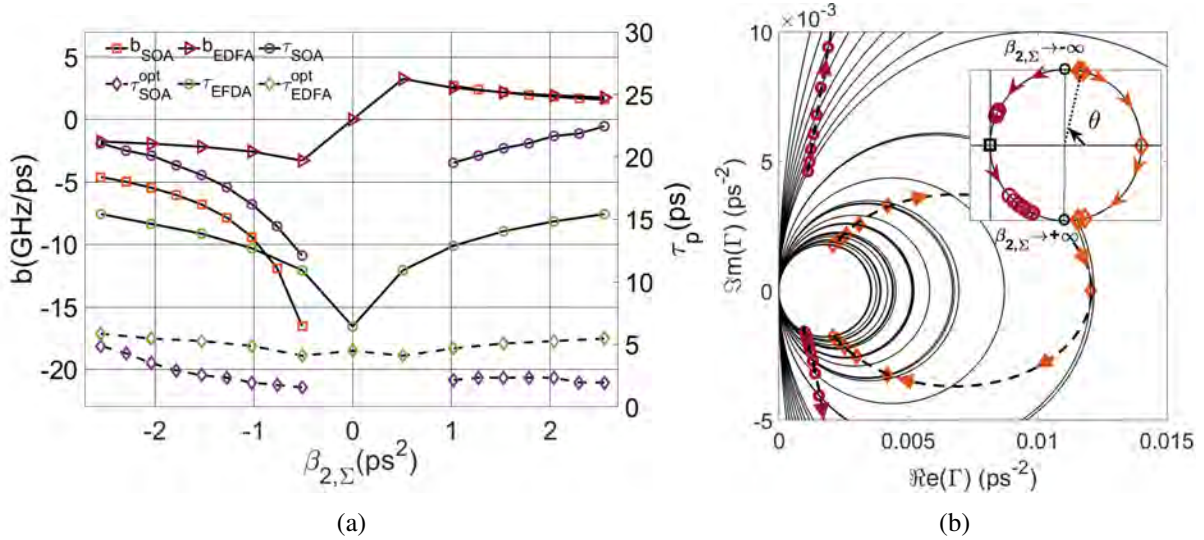 b_SOA b_EDFA τ_SOA
τ^opt_SOA τ_EFDA τ^opt_EDFA
b(GHz/ps)
5
0
-5
-10
-15
-20
30
25
20
15
10
5
0
τ_p(ps)
-2 -1 0 1 2
β_2,Σ(ps²)
(a)
×10⁻³
10
5
0
-5
ℑm(Γ) (ps⁻²)
β_2,Σ→-∞
θ
β_2,Σ→+∞
0 0.005 0.01 0.015
ℜe(Γ) (ps⁻²)
(b)